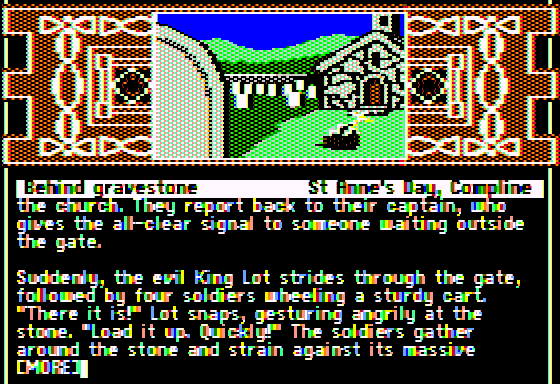 Behind gravestone St Anne's Day, Compline
the church. They report back to their captain, who
gives the all-clear signal to someone waiting outside
the gate.
Suddenly, the evil King Lot strides through the gate,
followed by four soldiers wheeling a sturdy cart.
"There it is!" Lot snaps, gesturing angrily at the
stone. "Load it up. Quickly!" The soldiers gather
around the stone and strain against its massive
[MORE]